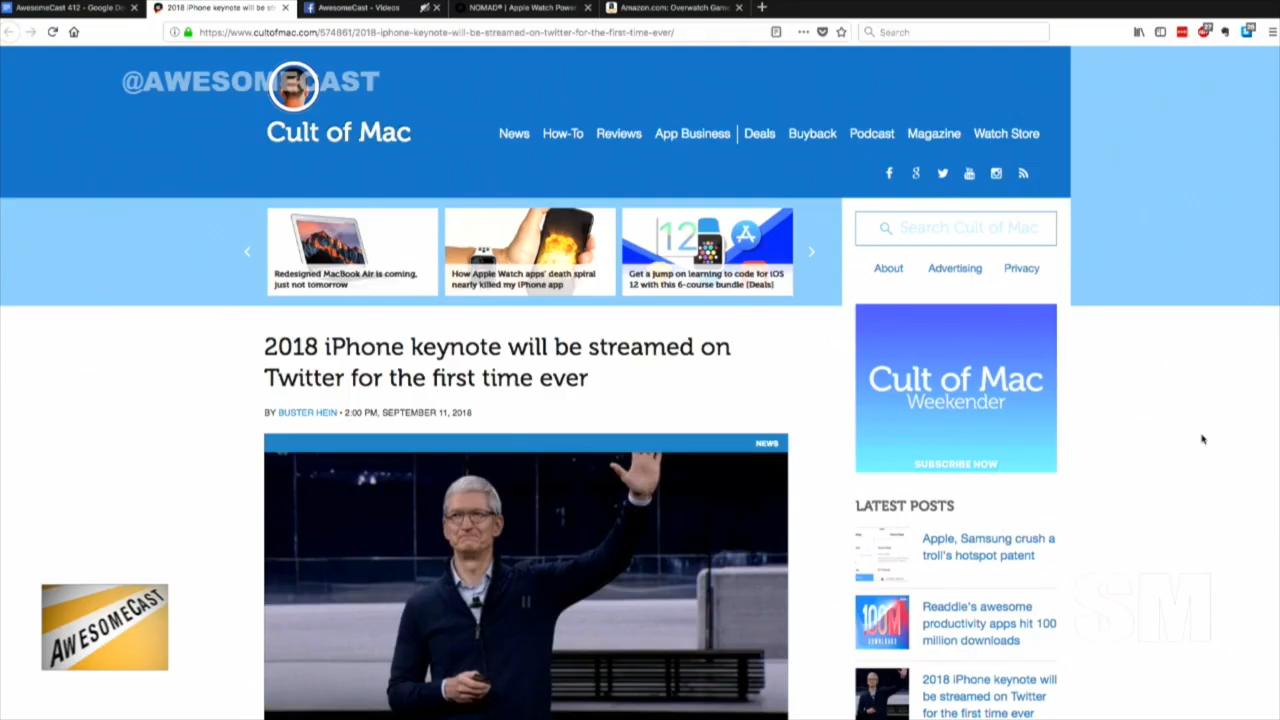 AwesomeCast 412 - Google Do
2018 iPhone keynote will be st
AwesomeCast - Videos
NOMAD® | Apple Watch Power
Amazon.com: Overwatch Game
https://www.cultofmac.com/574861/2018-iphone-keynote-will-be-streamed-on-twitter-for-the-first-time-ever/
Search
@AWESOMECAST
Cult of Mac
News How-To Reviews App Business Deals Buyback Podcast Magazine Watch Store
Redesigned MacBook Air is coming,
just not tomorrow
How Apple Watch apps' death spiral
nearly killed my iPhone app
12
Get a jump on learning to code for iOS
12 with this 6-course bundle [Deals]
Search Cult of Mac
About Advertising Privacy
2018 iPhone keynote will be streamed on
Twitter for the first time ever
BY BUSTER HEIN • 2:00 PM, SEPTEMBER 11, 2018
NEWS
Cult of Mac
Weekender
SUBSCRIBE NOW
LATEST POSTS
Apple, Samsung crush a
troll's hotspot patent
100M
Readdle's awesome
productivity apps hit 100
million downloads
2018 iPhone keynote will
be streamed on Twitter
for the first time ever
AWESOMECAST
SM